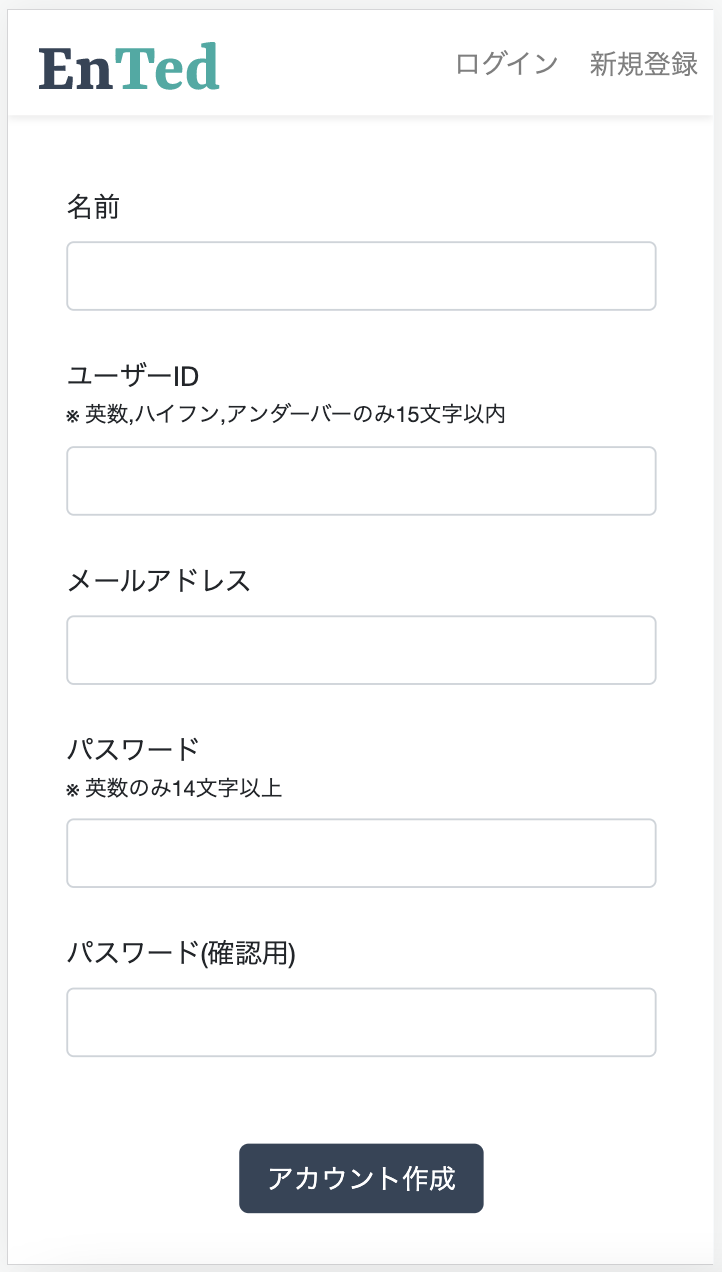 EnTed
ログイン 新規登録
名前
ユーザーID
※ 英数,ハイフン,アンダーバーのみ15文字以内
メールアドレス
パスワード
※ 英数のみ14文字以上
パスワード(確認用)
アカウント作成